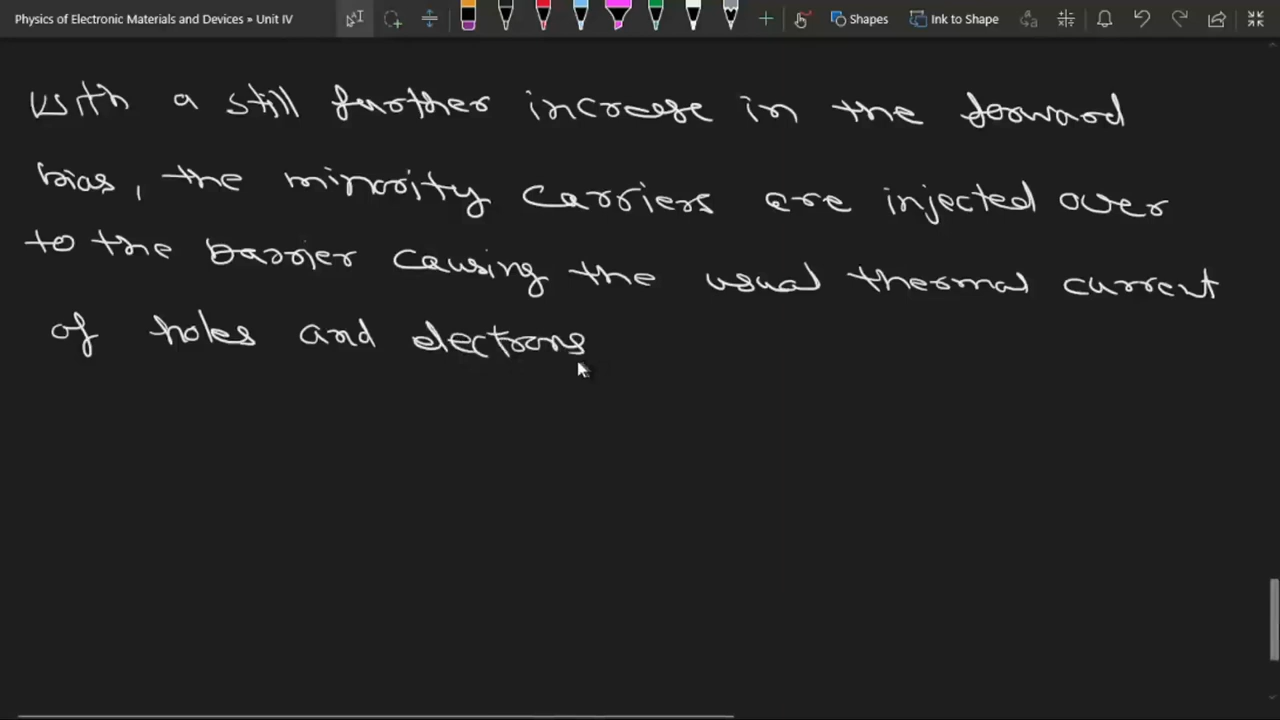 Physics of Electronic Materials and Devices » Unit IV
Shapes
Ink to Shape
With a still further increase in the forward
bias, the minority carriers are injected over
to the barrier causing the usual thermal current
of holes and electrons